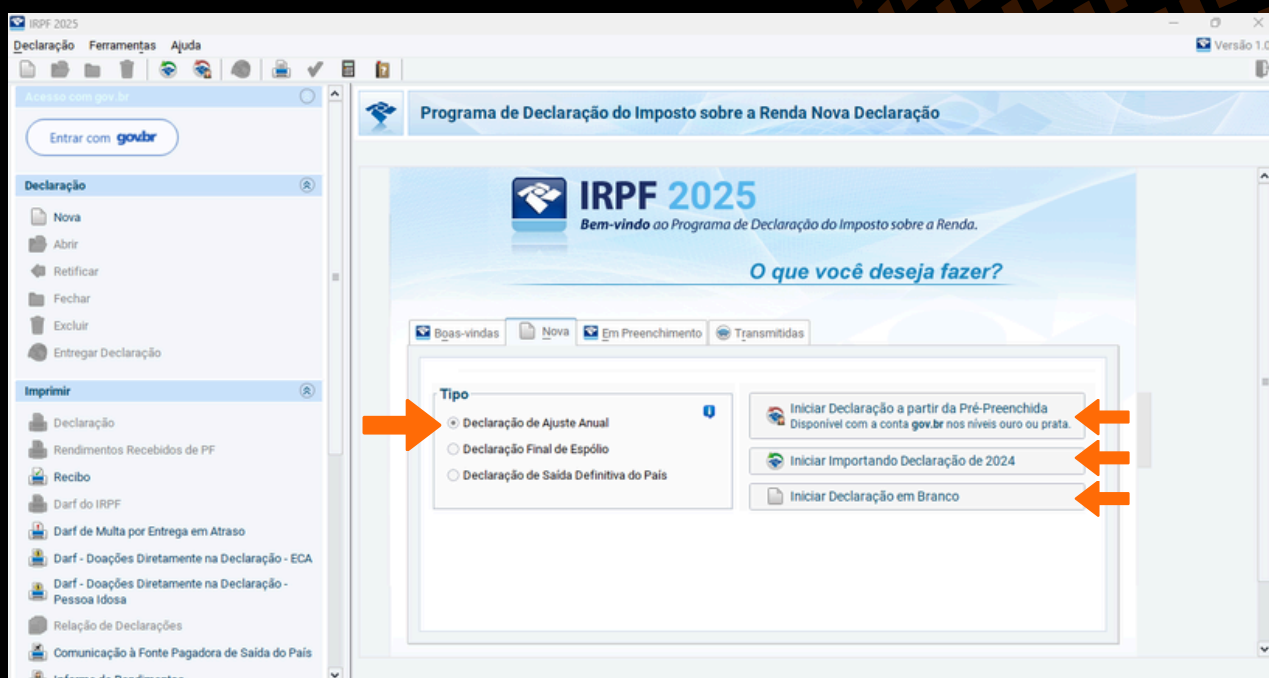 IRPF 2025
Declaração Ferramentas Ajuda
Versão 1.0
Acesso com gov.br
Entrar com gov.br
Declaração
Nova
Abrir
Retificar
Fechar
Excluir
Entregar Declaração
Imprimir
Declaração
Rendimentos Recebidos de PF
Recibo
Darf do IRPF
Darf de Multa por Entrega em Atraso
Darf - Doações Diretamente na Declaração - ECA
Darf - Doações Diretamente na Declaração -
Pessoa Idosa
Relação de Declarações
Comunicação à Fonte Pagadora de Saída do País
Informe de Rendimentos
Programa de Declaração do Imposto sobre a Renda Nova Declaração
IRPF 2025
Bem-vindo ao Programa de Declaração do Imposto sobre a Renda.
O que você deseja fazer?
Boas-vindas Nova Em Preenchimento Transmitidas
Tipo
Declaração de Ajuste Anual
Declaração Final de Espólio
Declaração de Saída Definitiva do País
Iniciar Declaração a partir da Pré-Preenchida
Disponível com a conta gov.br nos níveis ouro ou prata.
Iniciar Importando Declaração de 2024
Iniciar Declaração em Branco